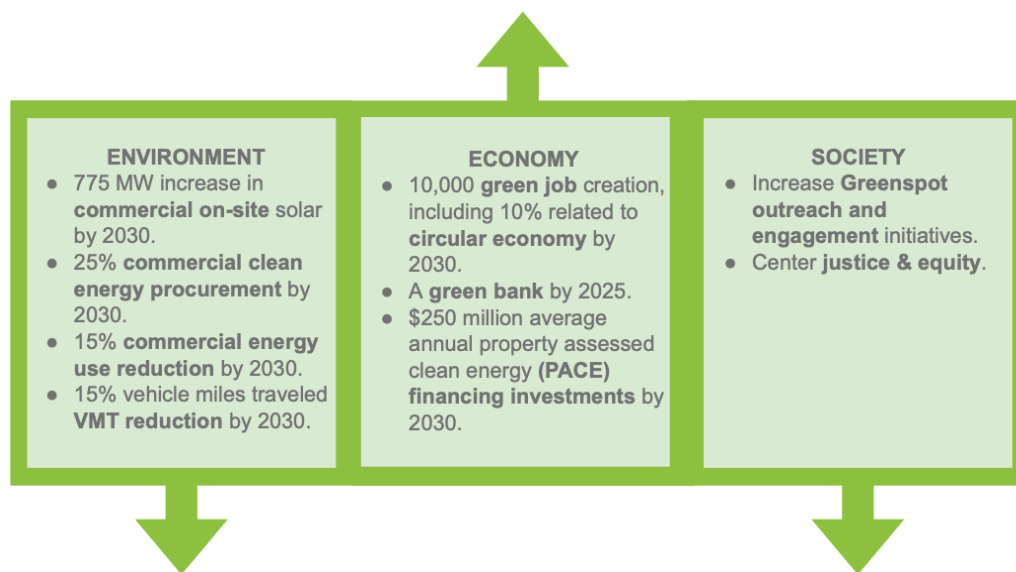 ENVIRONMENT
● 775 MW increase in
commercial on-site solar
by 2030.
● 25% commercial clean
energy procurement by
2030.
● 15% commercial energy
use reduction by 2030.
● 15% vehicle miles traveled
VMT reduction by 2030.
ECONOMY
● 10,000 green job creation,
including 10% related to
circular economy by
2030.
● A green bank by 2025.
● $250 million average
annual property assessed
clean energy (PACE)
financing investments by
2030.
SOCIETY
● Increase Greenspot
outreach and
engagement initiatives.
● Center justice & equity.